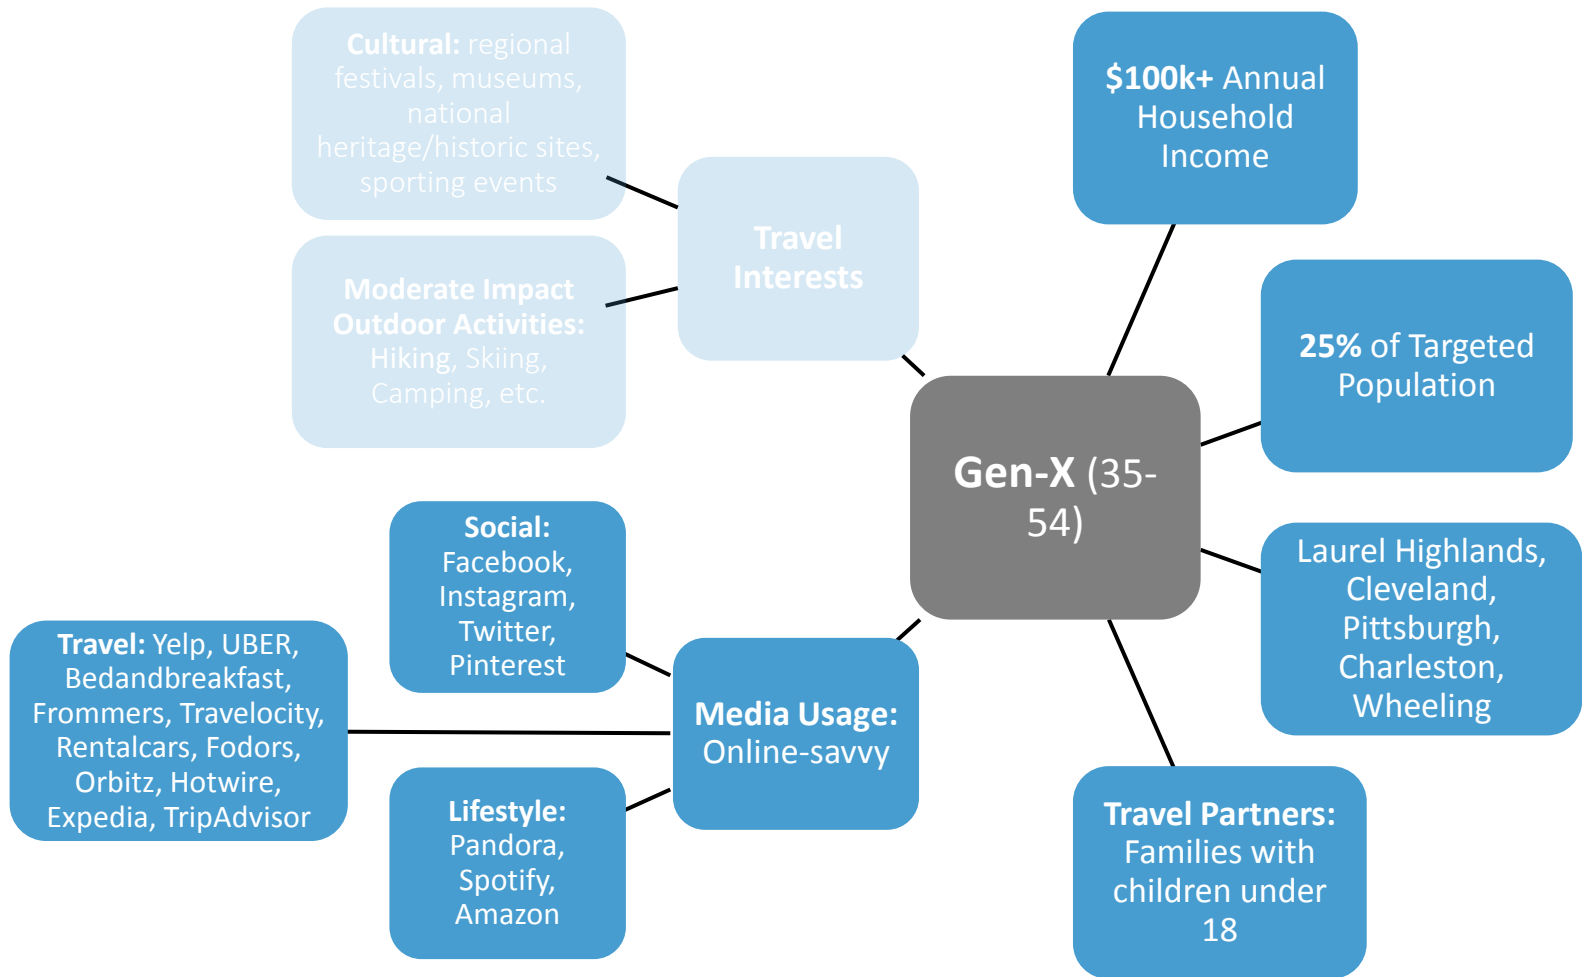 Cultural: regional
festivals, museums,
national
heritage/historic sites,
sporting events
Moderate Impact
Outdoor Activities:
Hiking, Skiing,
Camping, etc.
Travel
Interests
$100k+ Annual
Household
Income
25% of Targeted
Population
Gen-X (35-
54)
Laurel Highlands,
Cleveland,
Pittsburgh,
Charleston,
Wheeling
Travel Partners:
Families with
children under
18
Media Usage:
Online-savvy
Social:
Facebook,
Instagram,
Twitter,
Pinterest
Travel: Yelp, UBER,
Bedandbreakfast,
Frommers, Travelocity,
Rentalcars, Fodors,
Orbitz, Hotwire,
Expedia, TripAdvisor
Lifestyle:
Pandora,
Spotify,
Amazon